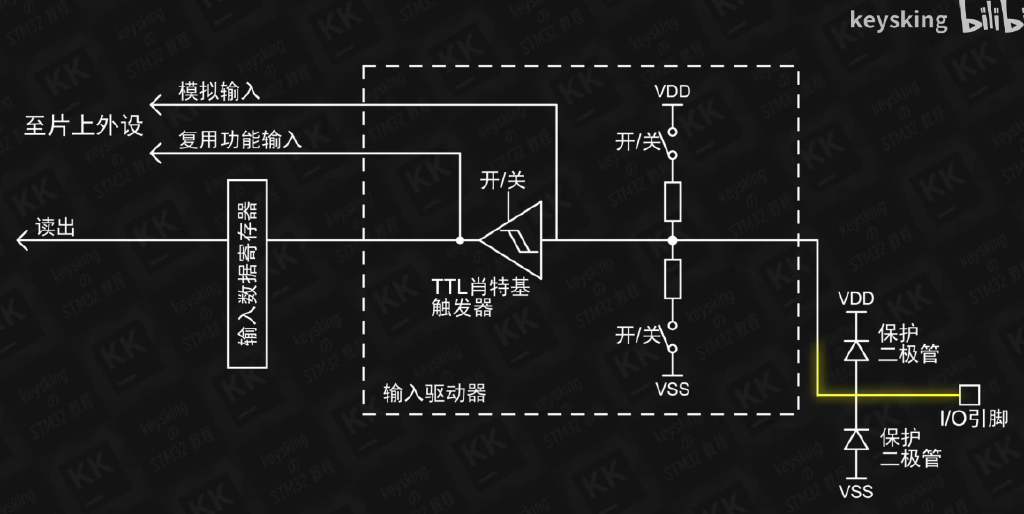 keysking bilibi
模拟输入
VDD
至片上外设
复用功能输入
开/关
开/关
读出
输入数据寄存器
TTL肖特基
触发器
开/关
VDD
保护
二极管
输入驱动器
VSS
I/O引脚
保护
二极管
VSS